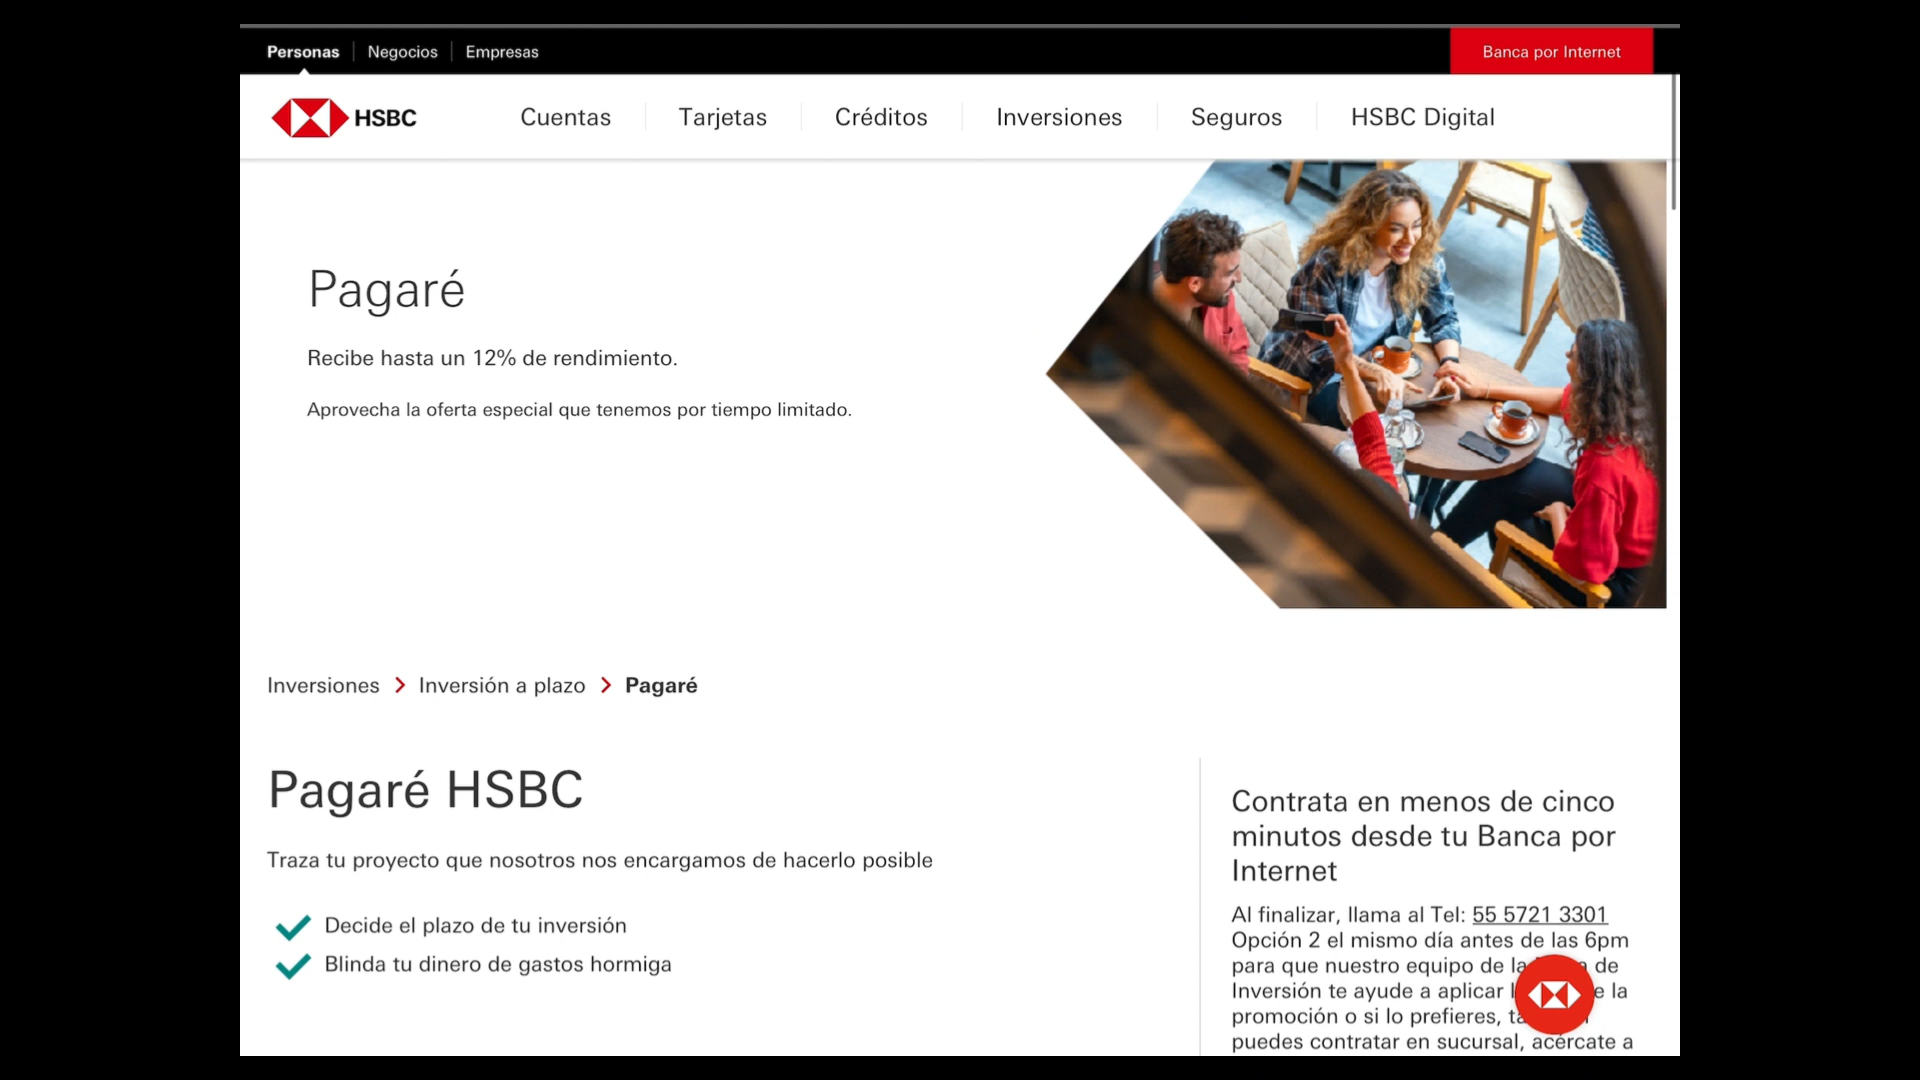 Personas
Negocios
Empresas
Banca por Internet
HSBC
Cuentas
Tarjetas
Créditos
Inversiones
Seguros
HSBC Digital
Pagaré
Recibe hasta un 12% de rendimiento.
Aprovecha la oferta especial que tenemos por tiempo limitado.
Inversiones
Inversión a plazo
Pagaré
Pagaré HSBC
Traza tu proyecto que nosotros nos encargamos de hacerlo posible
Decide el plazo de tu inversión
Blinda tu dinero de gastos hormiga
Contrata en menos de cinco
minutos desde tu Banca por
Internet
Al finalizar, llama al Tel: 55 5721 3301
Opción 2 el mismo día antes de las 6pm
para que nuestro equipo de la de
Inversión te ayude a aplicar la
promoción o si lo prefieres,
puedes contratar en sucursal, acércate a